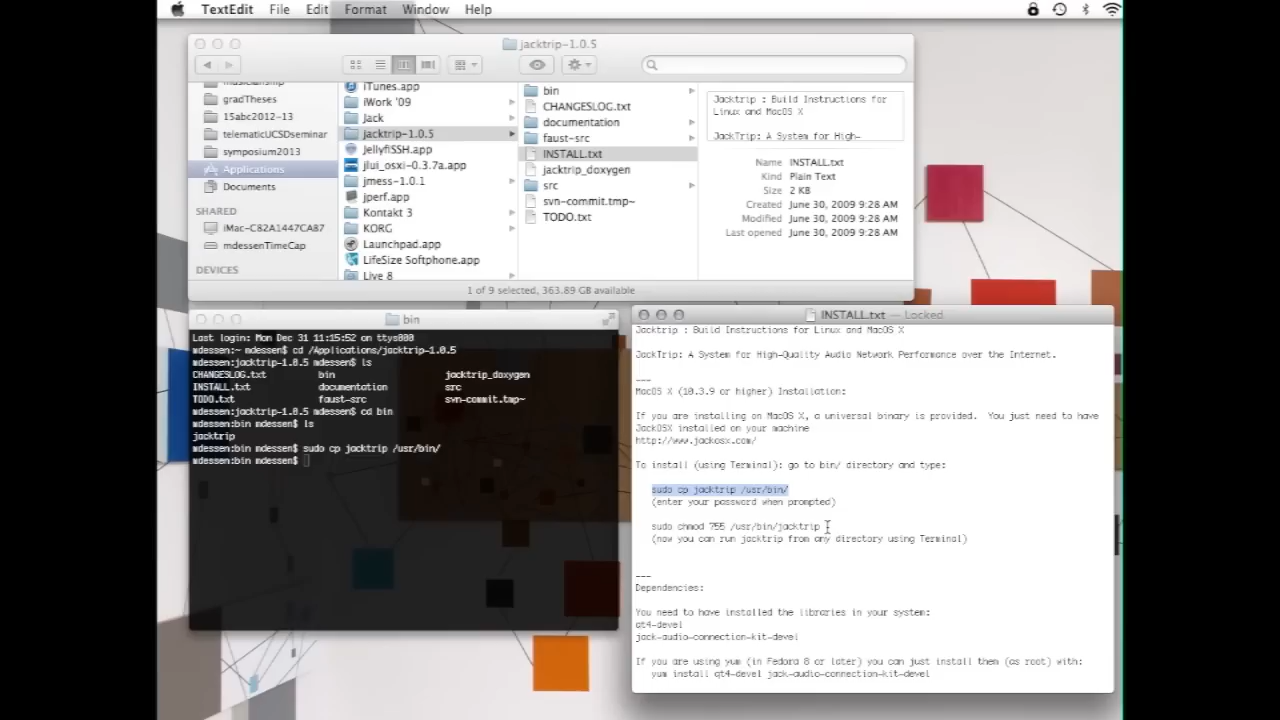 TextEdit File Edit Format Window Help
jacktrip-1.0.5
musicianship
gradTheses
15abc2012-13
telematicUCSDseminar
symposium2013
Applications
Documents
SHARED
iMac-C82A1447CA87
mdessenTimeCap
DEVICES
iTunes.app
iWork '09
Jack
jacktrip-1.0.5
JellyfiSSH.app
jlui_osxi-0.3.7a.app
jmess-1.0.1
jperf.app
Kontakt 3
KORG
Launchpad.app
LifeSize Softphone.app
Live 8
bin
CHANGESLOG.txt
documentation
faust-src
INSTALL.txt
jacktrip_doxygen
src
svn-commit.tmp~
TODO.txt
Jacktrip : Build Instructions for
Linux and MacOS X
JackTrip: A System for High-
Name INSTALL.txt
Kind Plain Text
Size 2 KB
Created June 30, 2009 9:28 AM
Modified June 30, 2009 9:28 AM
Last opened June 30, 2009 9:28 AM
1 of 9 selected, 363.89 GB available
bin
Last login: Mon Dec 31 11:15:52 on ttys000
mdessen:~ mdessen$ cd /Applications/jacktrip-1.0.5
mdessen:jacktrip-1.0.5 mdessen$ ls
CHANGESLOG.txt bin jacktrip_doxygen
INSTALL.txt documentation src
TODO.txt faust-src svn-commit.tmp~
mdessen:jacktrip-1.0.5 mdessen$ cd bin
mdessen:bin mdessen$ ls
jacktrip
mdessen:bin mdessen$ sudo cp jacktrip /usr/bin/
mdessen:bin mdessen$
INSTALL.txt — Locked
Jacktrip : Build Instructions for Linux and MacOS X
JackTrip: A System for High-Quality Audio Network Performance over the Internet.
---
MacOS X (10.3.9 or higher) Installation:
If you are installing on MacOS X, a universal binary is provided. You just need to have
JackOSX installed on your machine
http://www.jackosx.com/
To install (using Terminal): go to bin/ directory and type:
sudo cp jacktrip /usr/bin/
(enter your password when prompted)
sudo chmod 755 /usr/bin/jacktrip
(now you can run jacktrip from any directory using Terminal)
---
Dependencies:
You need to have installed the libraries in your system:
qt4-devel
jack-audio-connection-kit-devel
If you are using yum (in Fedora 8 or later) you can just install them (as root) with:
yum install qt4-devel jack-audio-connection-kit-devel